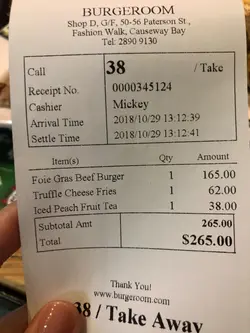 BURGEROOM
Shop D, G/F, 50-56 Paterson St.,
Fashion Walk, Causeway Bay
Tel: 2890 9130
Call 38 / Take
Receipt No. 0000345124
Cashier Mickey
Arrival Time 2018/10/29 13:12:39
Settle Time 2018/10/29 13:12:41
Item(s) Qty Amount
Foie Gras Beef Burger 1 165.00
Truffle Cheese Fries 1 62.00
Iced Peach Fruit Tea 1 38.00
Subtotal Amt 265.00
Total $265.00
Thank You!
www.burgeroom.com
38 / Take Away